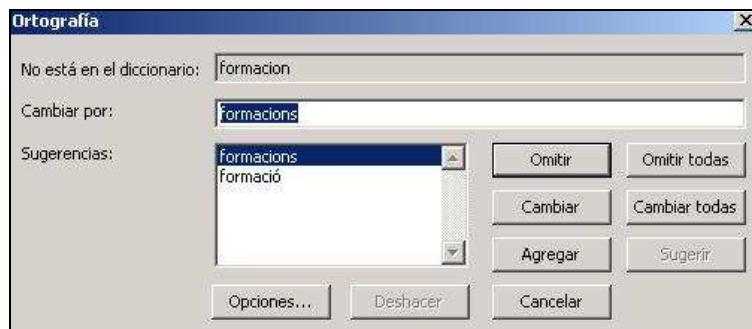 Ortografía
No está en el diccionario: formacion
Cambiar por: formacions
Sugerencias: formacions
formació
Omitir Omitir todas
Cambiar Cambiar todas
Agregar Sugerir
Opciones... Deshacer Cancelar